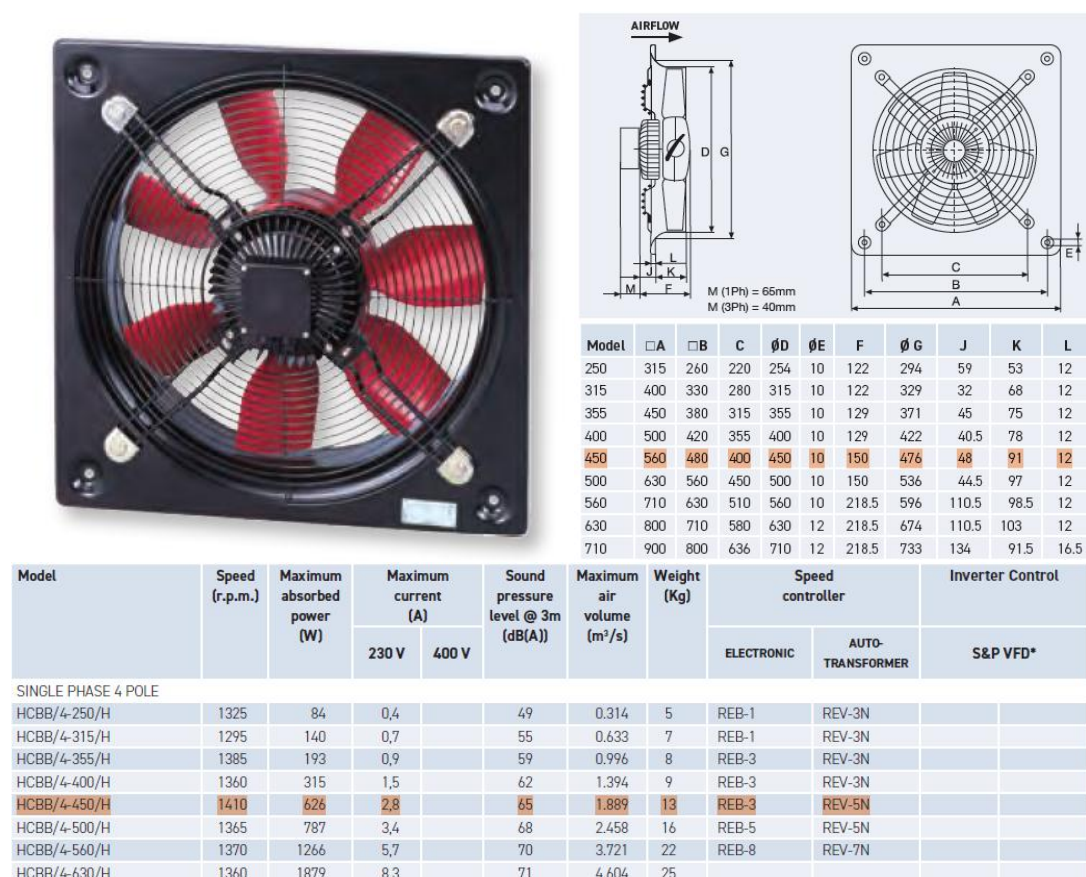 AIRFLOW
D
G
L
J
K
M
F
M (1Ph) = 65mm
M (3Ph) = 40mm
E
C
B
A
Model □A □B C ØD ØE F Ø G J K L
250 315 260 220 254 10 122 294 59 53 12
315 400 330 280 315 10 122 329 32 68 12
355 450 380 315 355 10 129 371 45 75 12
400 500 420 355 400 10 129 422 40.5 78 12
450 560 480 400 450 10 150 476 48 91 12
500 630 560 450 500 10 150 536 44.5 97 12
560 710 630 510 560 10 218.5 596 110.5 98.5 12
630 800 710 580 630 12 218.5 674 110.5 103 12
710 900 800 636 710 12 218.5 733 134 91.5 16.5
Model Speed (r.p.m.) Maximum absorbed power (W) Maximum current (A) Sound pressure level @ 3m (dB(A)) Maximum air volume (m³/s) Weight (Kg) Speed controller Inverter Control
230 V 400 V ELECTRONIC AUTO-TRANSFORMER S&P VFD*
SINGLE PHASE 4 POLE
HCBB/4-250/H 1325 84 0,4 49 0.314 5 REB-1 REV-3N
HCBB/4-315/H 1295 140 0,7 55 0.633 7 REB-1 REV-3N
HCBB/4-355/H 1385 193 0,9 59 0.996 8 REB-3 REV-3N
HCBB/4-400/H 1360 315 1,5 62 1.394 9 REB-3 REV-3N
HCBB/4-450/H 1410 626 2,8 65 1.889 13 REB-3 REV-5N
HCBB/4-500/H 1365 787 3,4 68 2.458 16 REB-5 REV-5N
HCBB/4-560/H 1370 1266 5,7 70 3.721 22 REB-8 REV-7N
HCBB/4-630/H 1360 1879 8,3 71 4.604 25